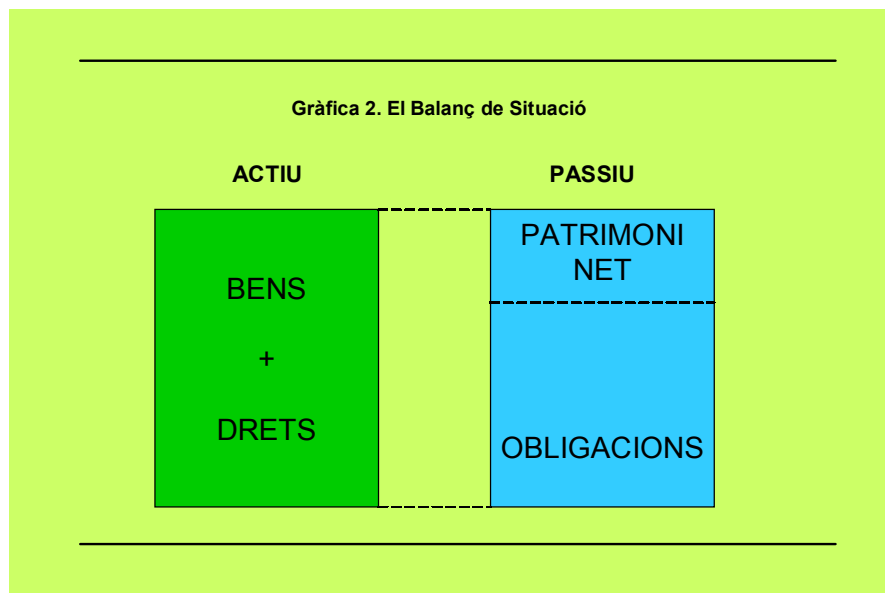 Gràfica 2. El Balanç de Situació
ACTIU
PASSIU
BENS
+
DRETS
PATRIMONI
NET
OBLIGACIONS